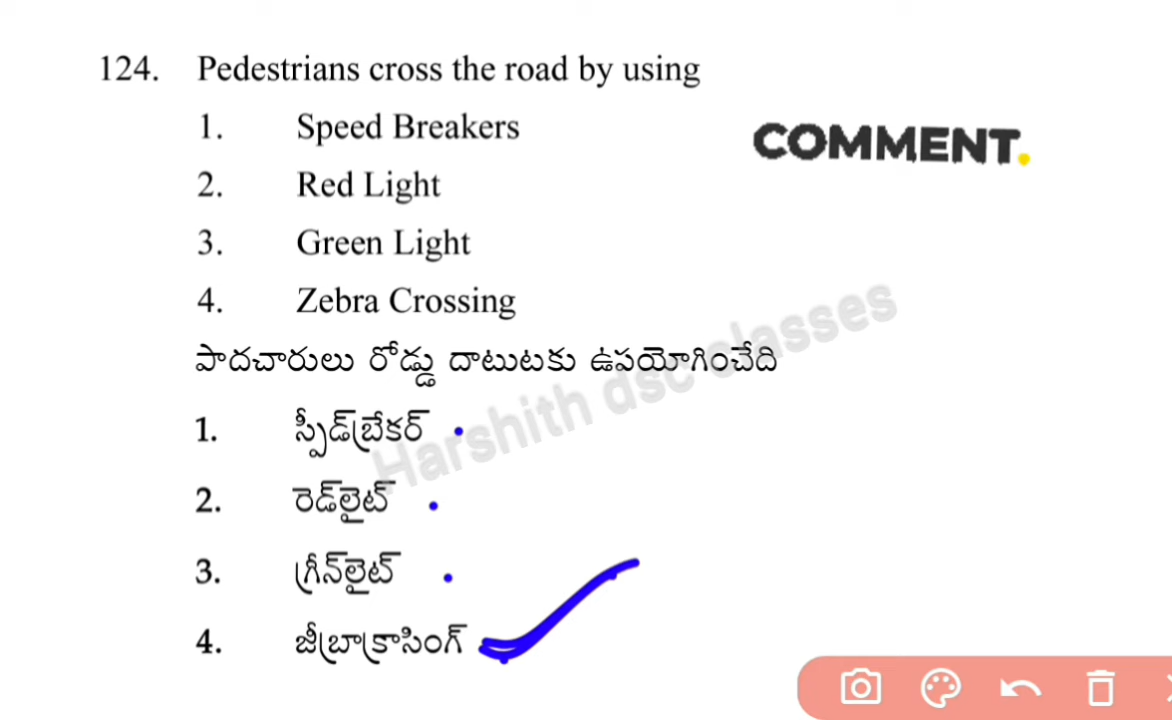 124. Pedestrians cross the road by using
1. Speed Breakers
COMMENT.
2. Red Light
3. Green Light
4. Zebra Crossing
పాదచారులు రోడ్డు దాటుటకు ఉపయోగించేది
Harshith dsc classes
1. స్పీడ్‌బ్రేకర్
2. రెడ్‌లైట్
3. గ్రీన్‌లైట్
4. జీబ్రాక్రాసింగ్